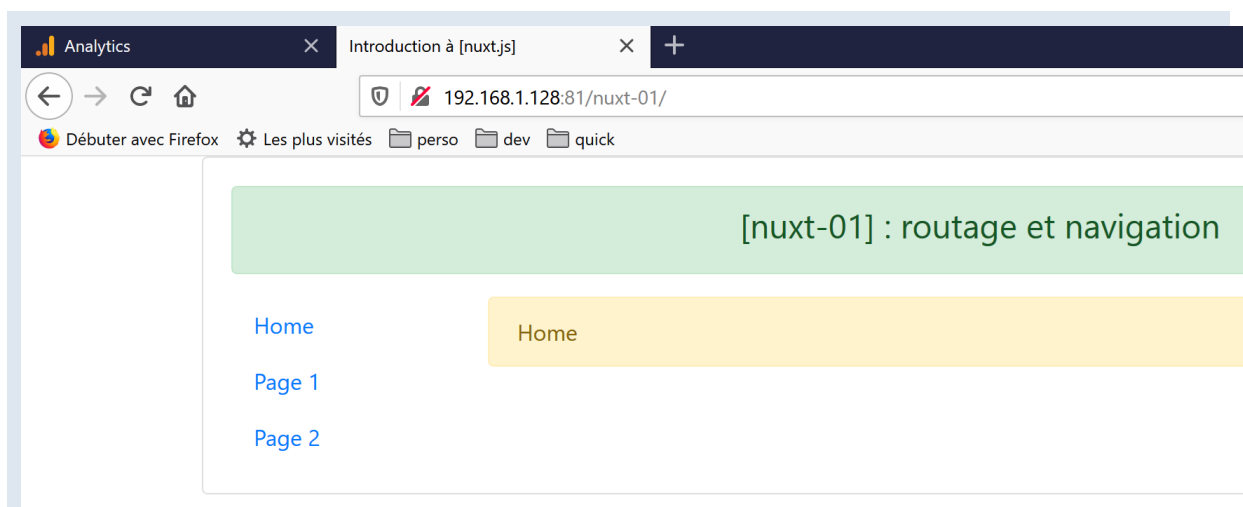 Analytics
Introduction à [nuxt.js]
192.168.1.128:81/nuxt-01/
Débuter avec Firefox Les plus visités perso dev quick
[nuxt-01] : routage et navigation
Home
Home
Page 1
Page 2